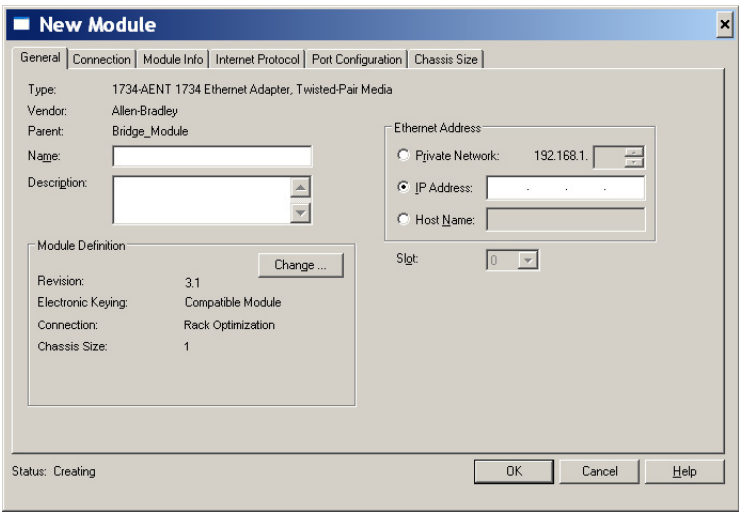 New Module
General Connection Module Info Internet Protocol Port Configuration Chassis Size
Type: 1734-AENT 1734 Ethernet Adapter, Twisted-Pair Media
Vendor: Allen-Bradley
Parent: Bridge_Module
Name:
Description:
Ethernet Address
Private Network: 192.168.1.
IP Address: . . .
Host Name:
Slot: 0
Module Definition
Change ...
Revision: 3.1
Electronic Keying: Compatible Module
Connection: Rack Optimization
Chassis Size: 1
Status: Creating
OK Cancel Help